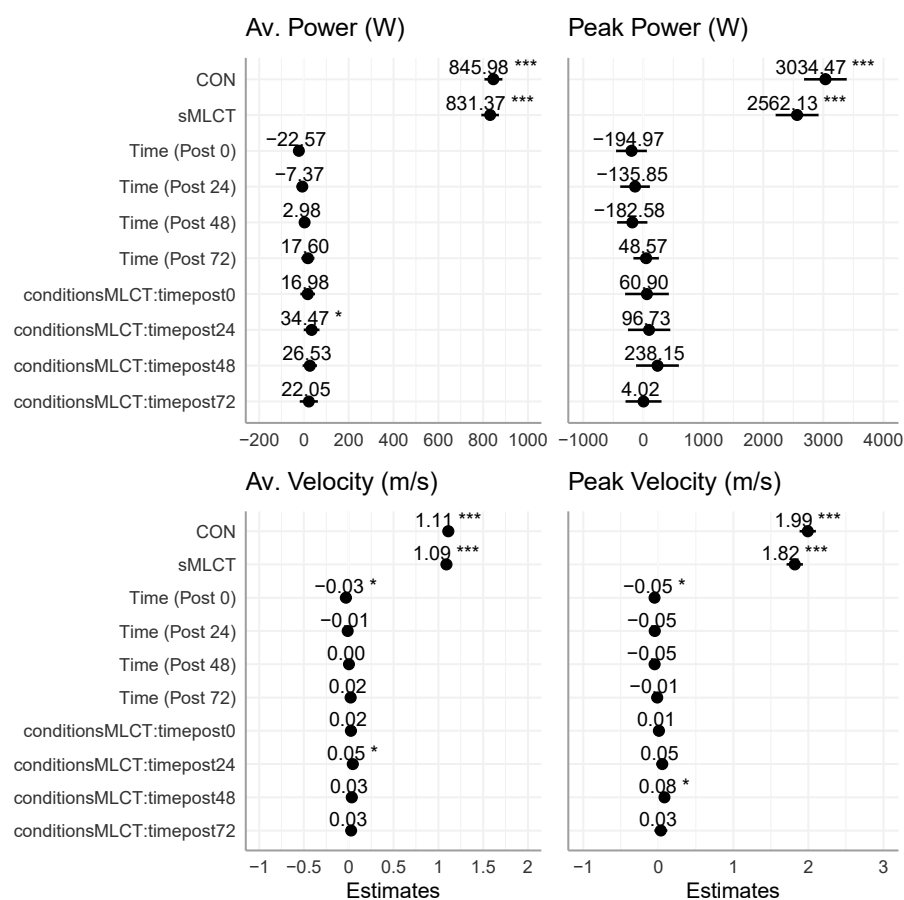 Av. Power (W)
Peak Power (W)
CON
845.98 ***
3034.47 ***
sMLCT
831.37 ***
2562.13 ***
Time (Post 0)
−22.57
−194.97
Time (Post 24)
−7.37
−135.85
Time (Post 48)
2.98
−182.58
Time (Post 72)
17.60
48.57
conditionsMLCT:timepost0
16.98
60.90
conditionsMLCT:timepost24
34.47 *
96.73
conditionsMLCT:timepost48
26.53
238.15
conditionsMLCT:timepost72
22.05
4.02
−200 0 200 400 600 800 1000
−1000 0 1000 2000 3000 4000
Av. Velocity (m/s)
Peak Velocity (m/s)
CON
1.11 ***
1.99 ***
sMLCT
1.09 ***
1.82 ***
Time (Post 0)
−0.03 *
−0.05 *
Time (Post 24)
−0.01
−0.05
Time (Post 48)
0.00
−0.05
Time (Post 72)
0.02
−0.01
conditionsMLCT:timepost0
0.02
0.01
conditionsMLCT:timepost24
0.05 *
0.05
conditionsMLCT:timepost48
0.03
0.08 *
conditionsMLCT:timepost72
0.03
0.03
−1 −0.5 0 0.5 1 1.5 2
−1 0 1 2 3
Estimates
Estimates